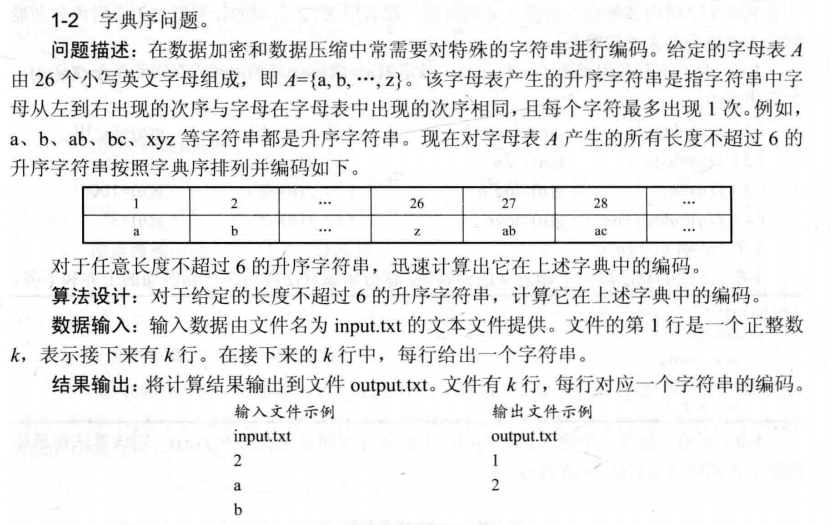 1-2 字典序问题。
问题描述：在数据加密和数据压缩中常需要对特殊的字符串进行编码。给定的字母表 A
由 26 个小写英文字母组成，即 A={a, b, ⋯, z}。该字母表产生的升序字符串是指字符串中字
母从左到右出现的次序与字母在字母表中出现的次序相同，且每个字符最多出现 1 次。例如，
a、b、ab、bc、xyz 等字符串都是升序字符串。现在对字母表 A 产生的所有长度不超过 6 的
升序字符串按照字典序排列并编码如下。
1 2 ⋯ 26 27 28 ⋯
a b ⋯ z ab ac ⋯
对于任意长度不超过 6 的升序字符串，迅速计算出它在上述字典中的编码。
算法设计：对于给定的长度不超过 6 的升序字符串，计算它在上述字典中的编码。
数据输入：输入数据由文件名为 input.txt 的文本文件提供。文件的第 1 行是一个正整数
k，表示接下来有 k 行。在接下来的 k 行中，每行给出一个字符串。
结果输出：将计算结果输出到文件 output.txt。文件有 k 行，每行对应一个字符串的编码。
输入文件示例 输出文件示例
input.txt output.txt
2 1
a 2
b